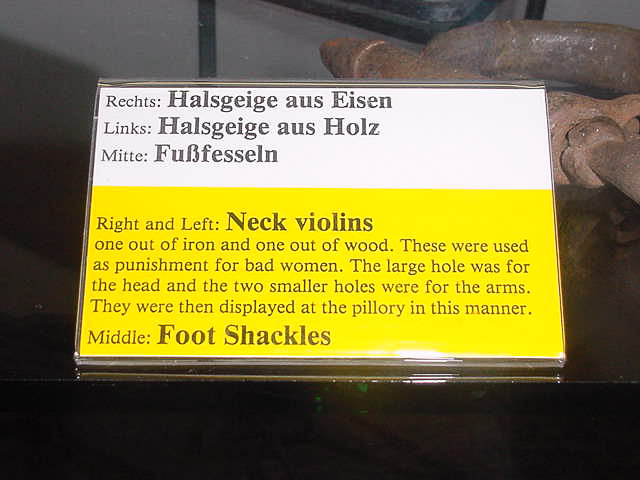 Rechts: Halsgeige aus Eisen
Links: Halsgeige aus Holz
Mitte: Fußfesseln
Right and Left: Neck violins
one out of iron and one out of wood. These were used
as punishment for bad women. The large hole was for
the head and the two smaller holes were for the arms.
They were then displayed at the pillory in this manner.
Middle: Foot Shackles